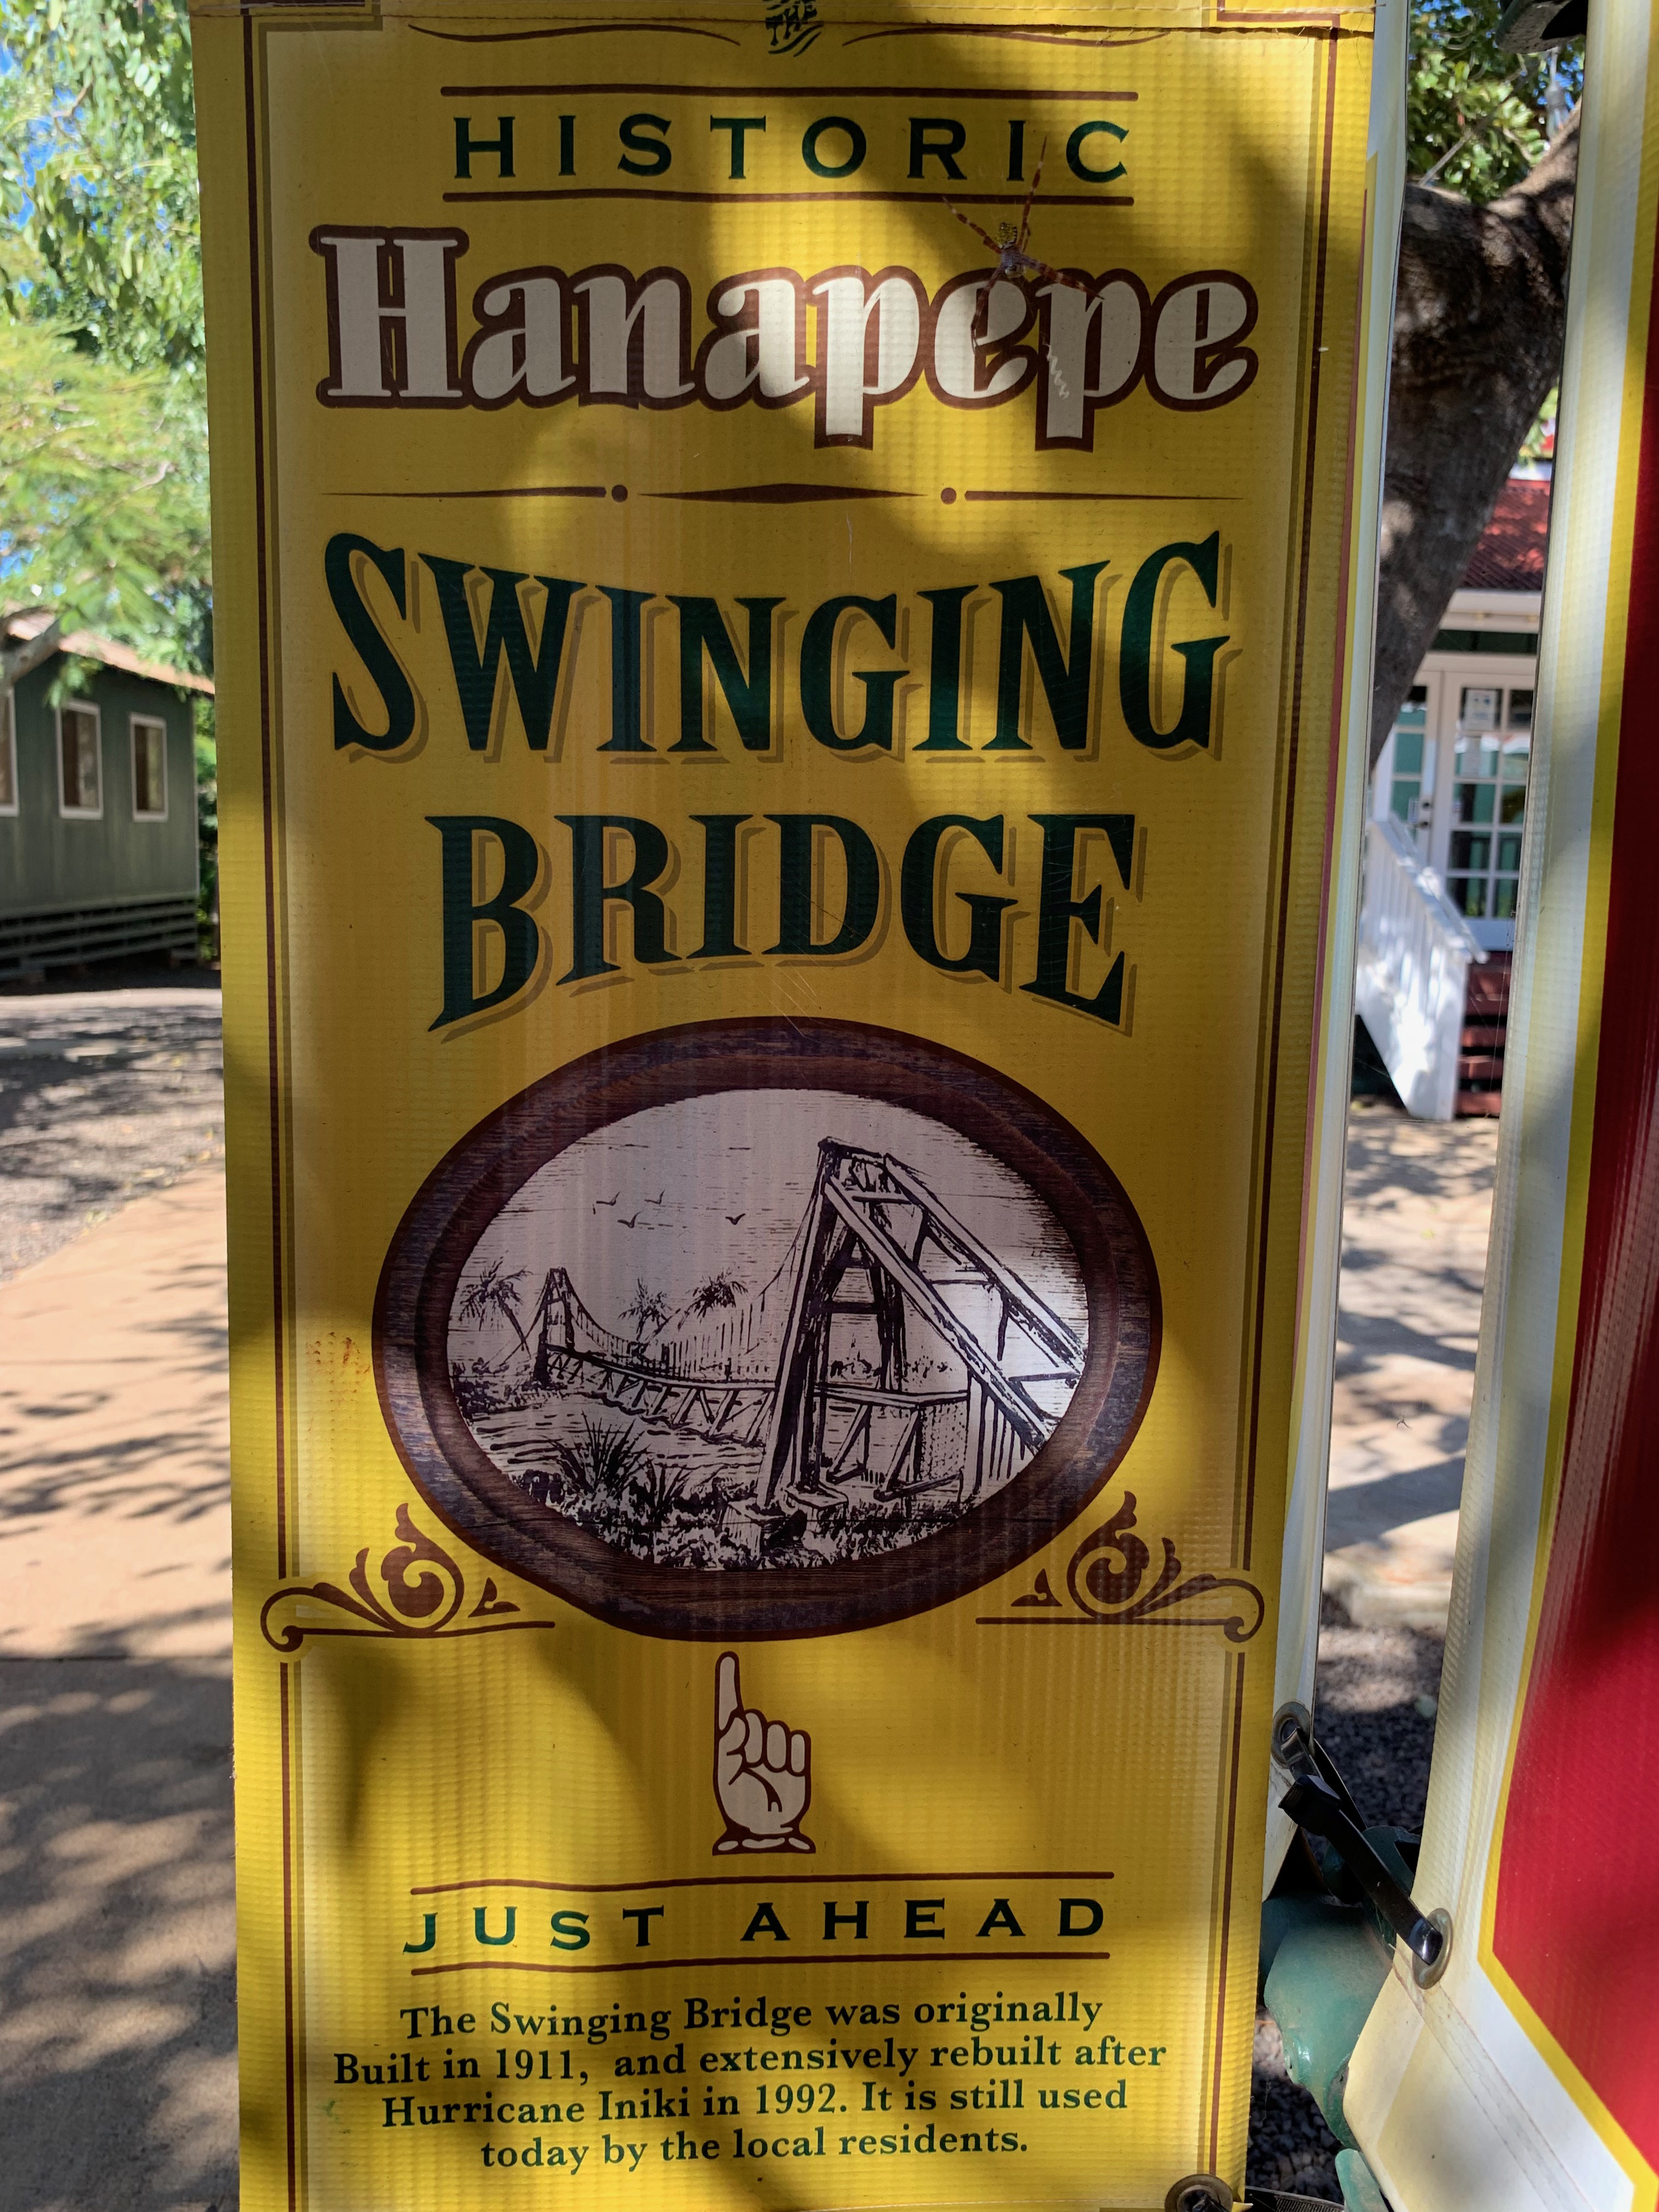 THE
HISTORIC
Hanapepe
SWINGING
BRIDGE
JUST AHEAD
The Swinging Bridge was originally
Built in 1911, and extensively rebuilt after
Hurricane Iniki in 1992. It is still used
today by the local residents.